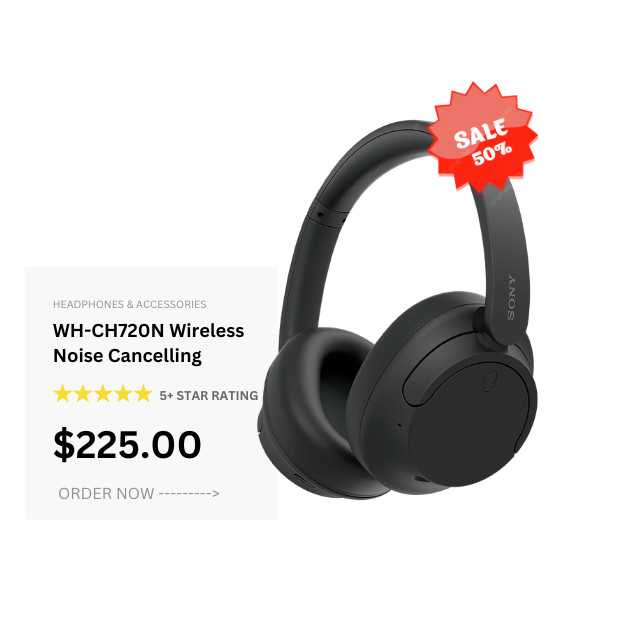 SALE
50%
SONY
HEADPHONES & ACCESSORIES
WH-CH720N Wireless
Noise Cancelling
5+ STAR RATING
$225.00
ORDER NOW --------->